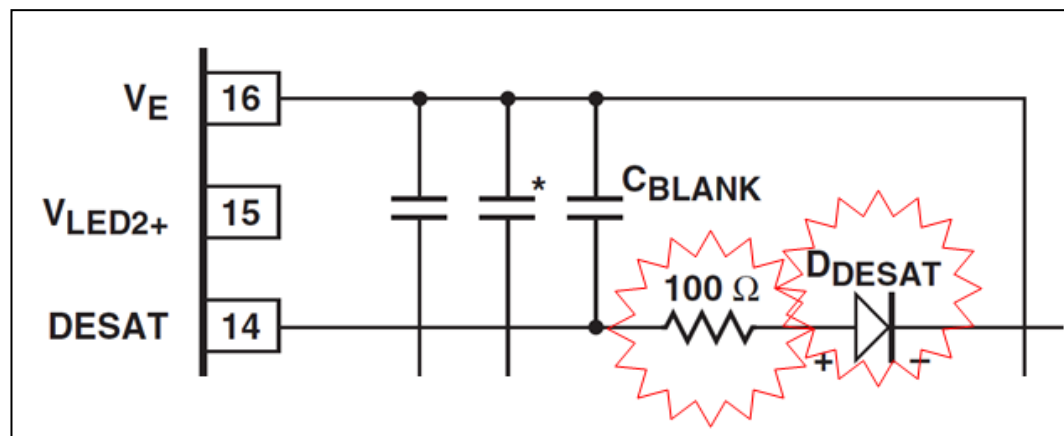 VE 16
*
CBLANK
VLED2+ 15
DDESAT
100 Ω
DESAT 14
+ −